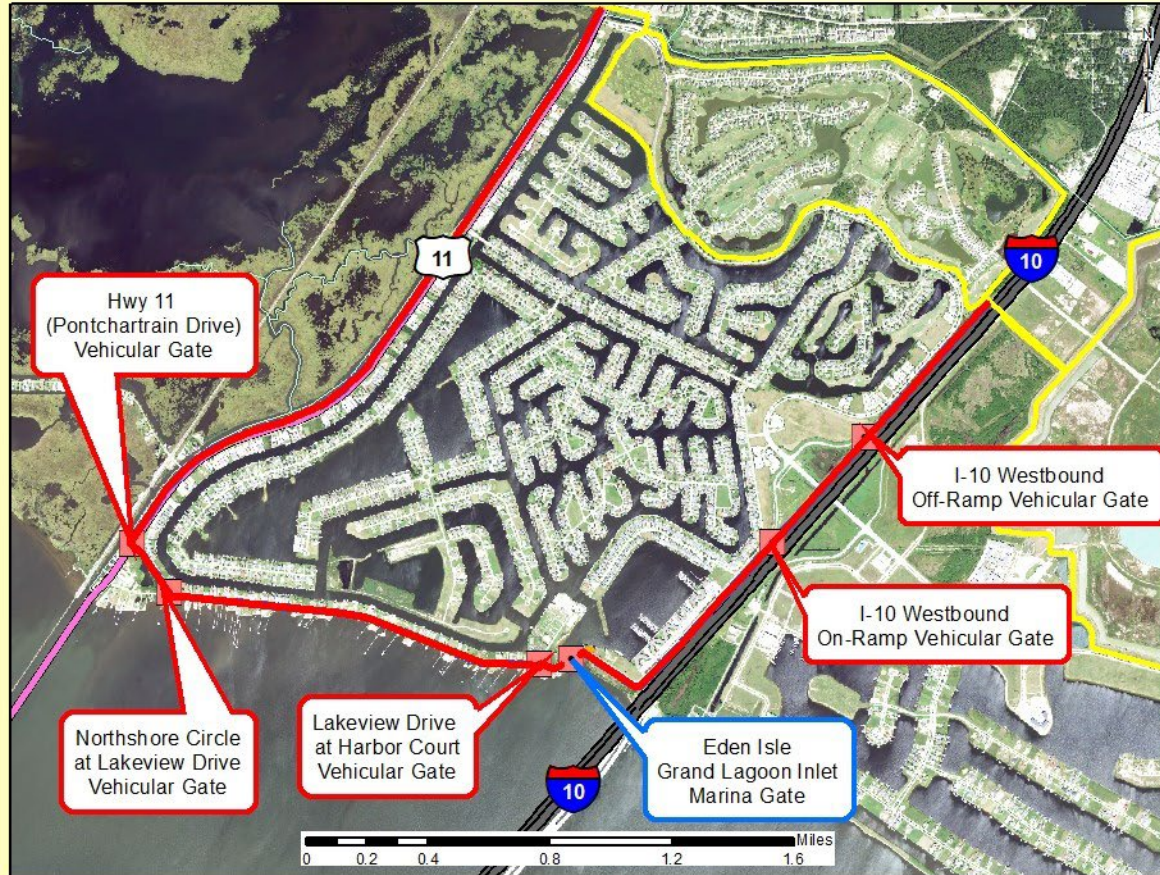 11
10
Hwy 11
(Pontchartrain Drive)
Vehicular Gate
I-10 Westbound
Off-Ramp Vehicular Gate
I-10 Westbound
On-Ramp Vehicular Gate
Northshore Circle
at Lakeview Drive
Vehicular Gate
Lakeview Drive
at Harbor Court
Vehicular Gate
Eden Isle
Grand Lagoon Inlet
Marina Gate
10
Miles
0 0.2 0.4 0.8 1.2 1.6